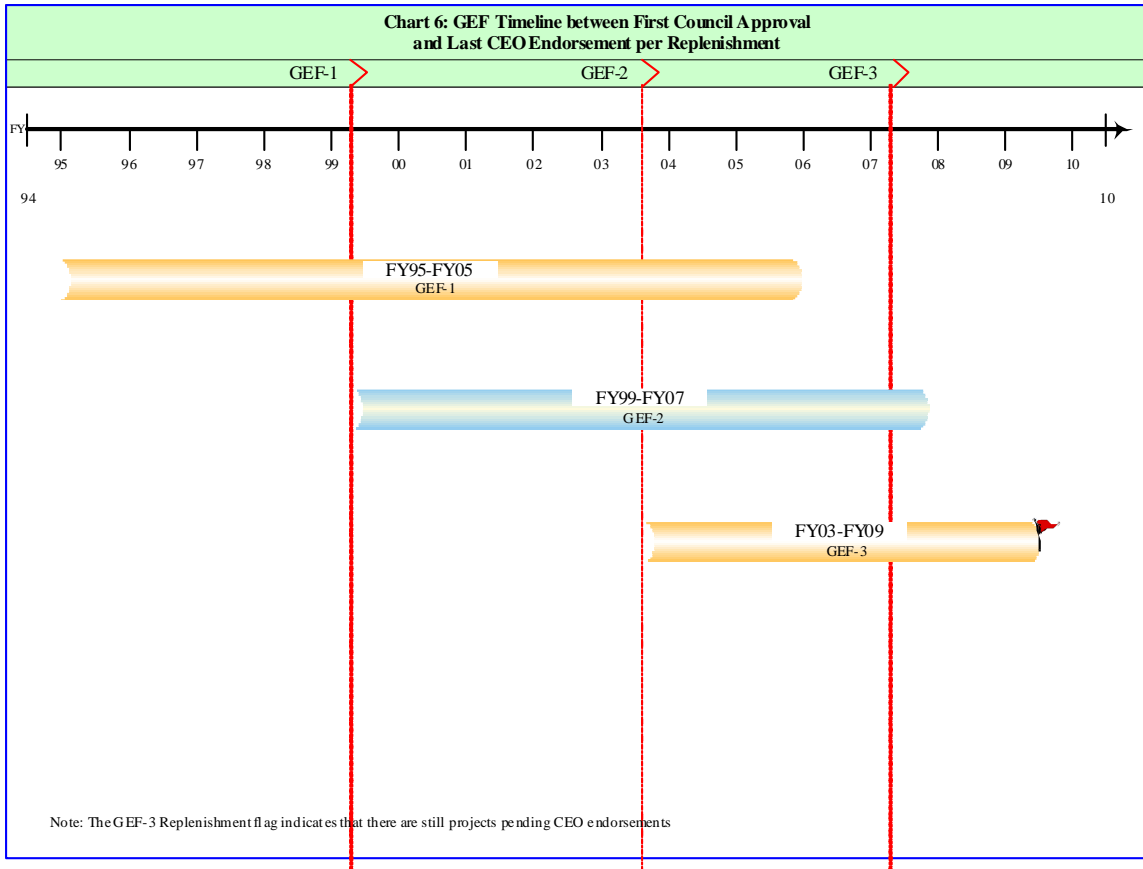 Chart 6: GEF Timeline between First Council Approval
and Last CEO Endorsement per Replenishment
GEF-1 GEF-2 GEF-3
FY
95 96 97 98 99 00 01 02 03 04 05 06 07 08 09 10
94 10
FY95-FY05
GEF-1
FY99-FY07
GEF-2
FY03-FY09
GEF-3
Note: The GEF-3 Replenishment flag indicates that there are still projects pending CEO endorsements